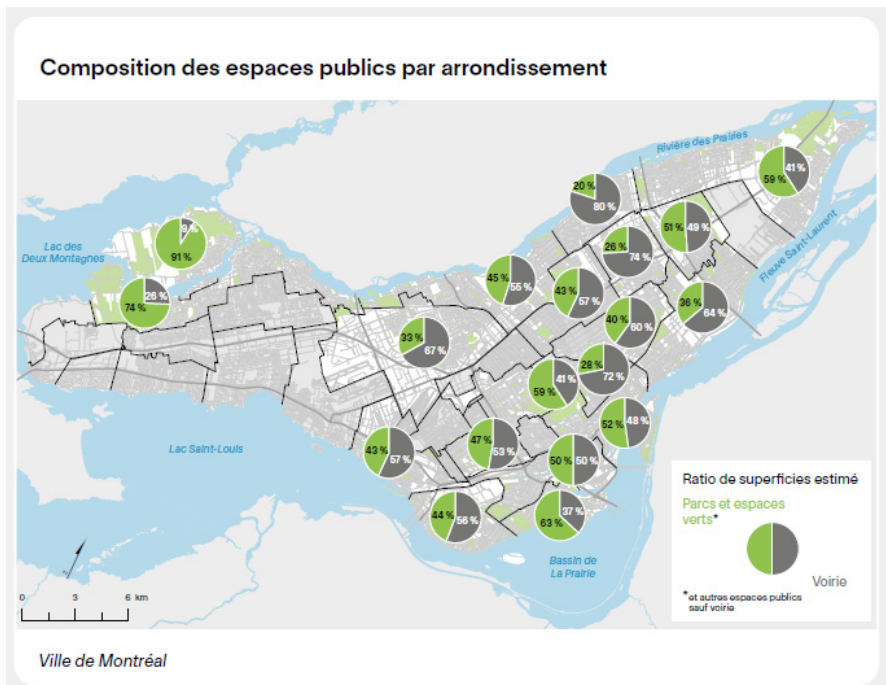 Composition des espaces publics par arrondissement
Rivière des Prairies
41 %
59 %
20 %
80 %
51 %
49 %
9 %
91 %
Lac des
Deux Montagnes
26 %
74 %
Fleuve Saint-Laurent
45 %
55 %
26 %
74 %
43 %
57 %
36 %
64 %
40 %
60 %
33 %
67 %
28 %
72 %
41 %
59 %
52 %
48 %
Lac Saint-Louis
43 %
57 %
47 %
53 %
50 %
50 %
44 %
56 %
37 %
63 %
Bassin de
La Prairie
Ratio de superficies estimé
Parcs et espaces
verts*
Voirie
*et autres espaces publics
sauf voirie
0 3 6 km
Ville de Montréal